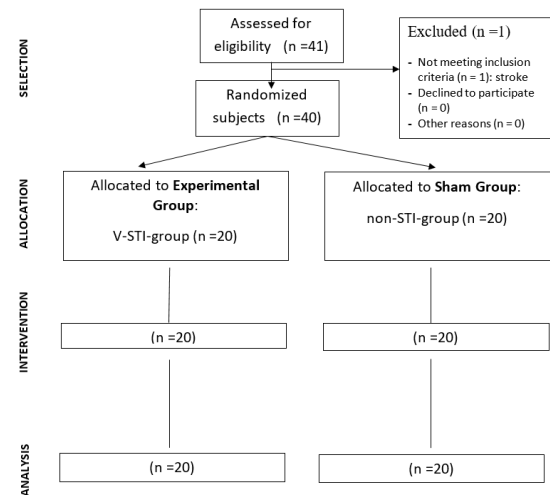 SELECTION
Assessed for
eligibility (n =41)
Excluded (n =1)
- Not meeting inclusion
criteria (n = 1): stroke
- Declined to participate
(n = 0)
- Other reasons (n = 0)
Randomized
subjects (n =40)
ALLOCATION
Allocated to Experimental
Group:
V-STI-group (n =20)
Allocated to Sham Group:
non-STI-group (n =20)
INTERVENTION
(n =20)
(n =20)
ANALYSIS
(n =20)
(n =20)